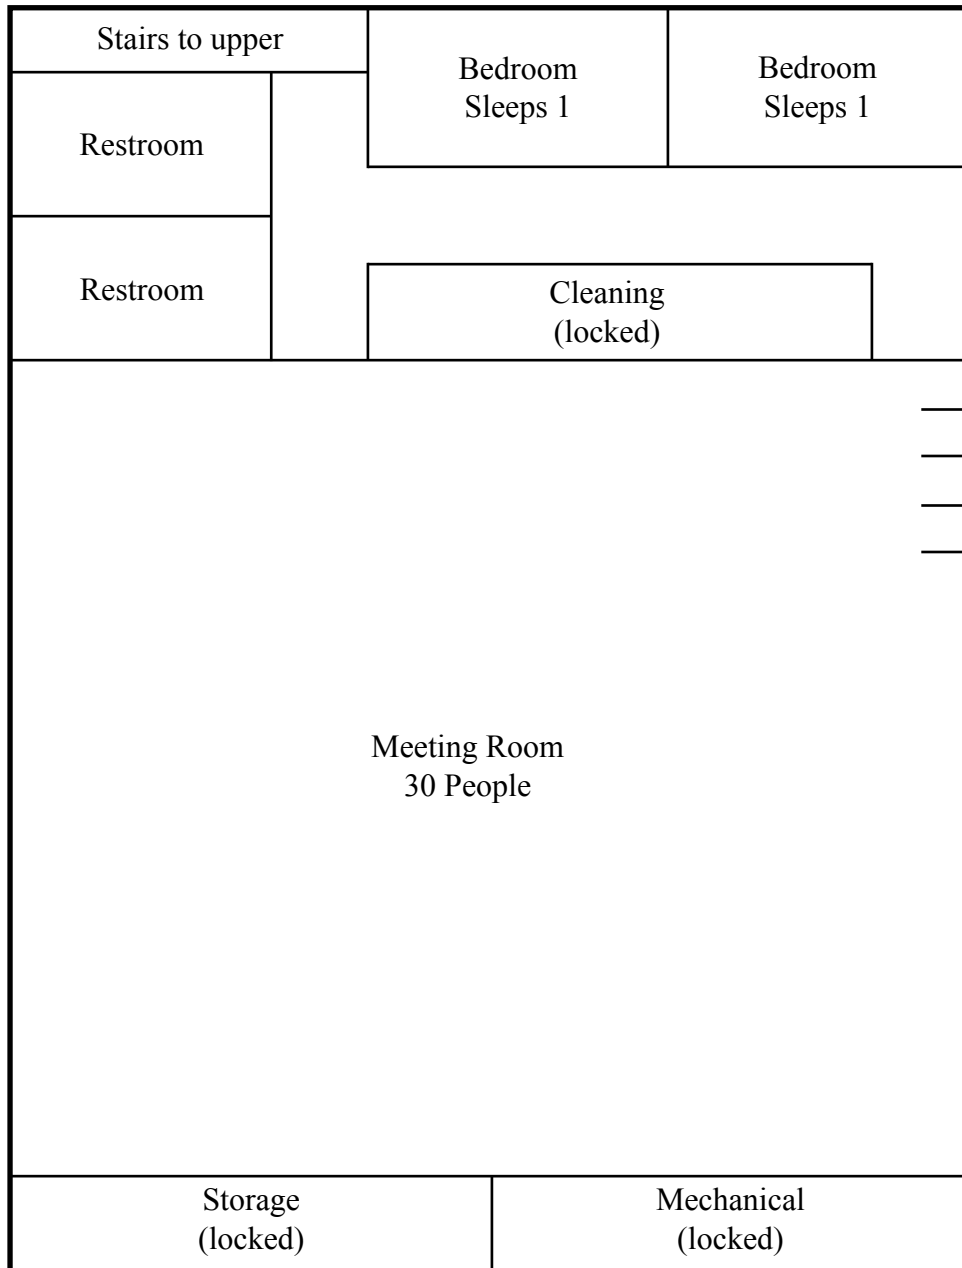 Stairs to upper
Bedroom
Sleeps 1
Bedroom
Sleeps 1
Restroom
Restroom
Cleaning
(locked)
Meeting Room
30 People
Storage
(locked)
Mechanical
(locked)